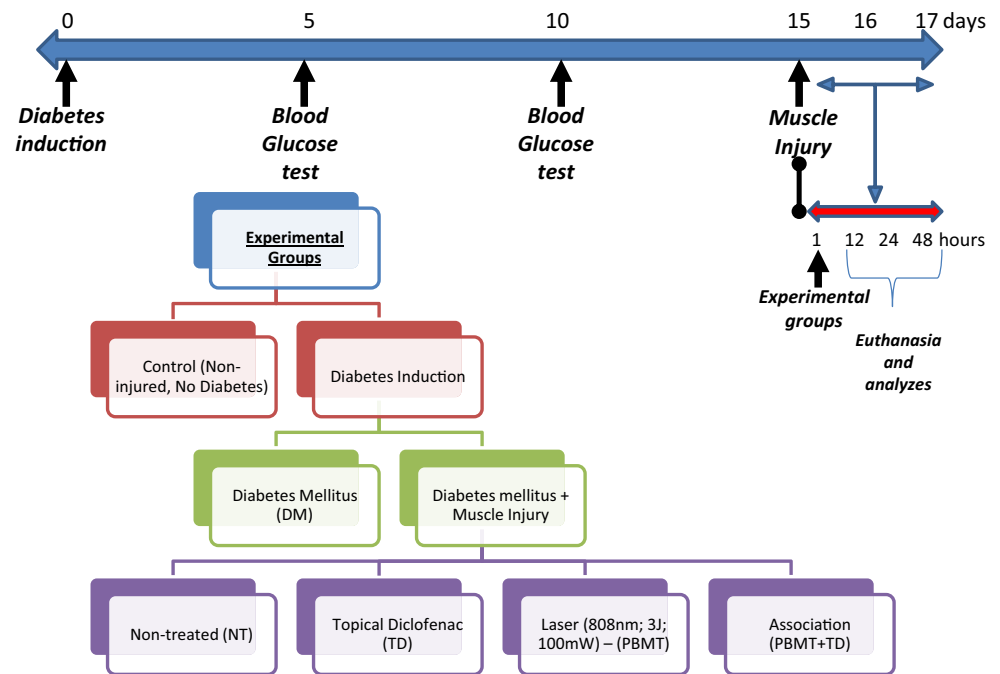 0 5 10 15 16 17 days
Diabetes
induction
Blood
Glucose
test
Blood
Glucose
test
Muscle
Injury
1 12 24 48 hours
Experimental
groups
Euthanasia
and
analyzes
Experimental
Groups
Control (Non-
injured, No Diabetes)
Diabetes Induction
Diabetes Mellitus
(DM)
Diabetes mellitus +
Muscle Injury
Non-treated (NT)
Topical Diclofenac
(TD)
Laser (808nm; 3J;
100mW) – (PBMT)
Association
(PBMT+TD)